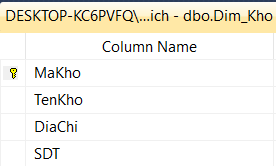 DESKTOP-KC6PVFQ\...ich - dbo.Dim_Kho
Column Name
MaKho
TenKho
DiaChi
SDT